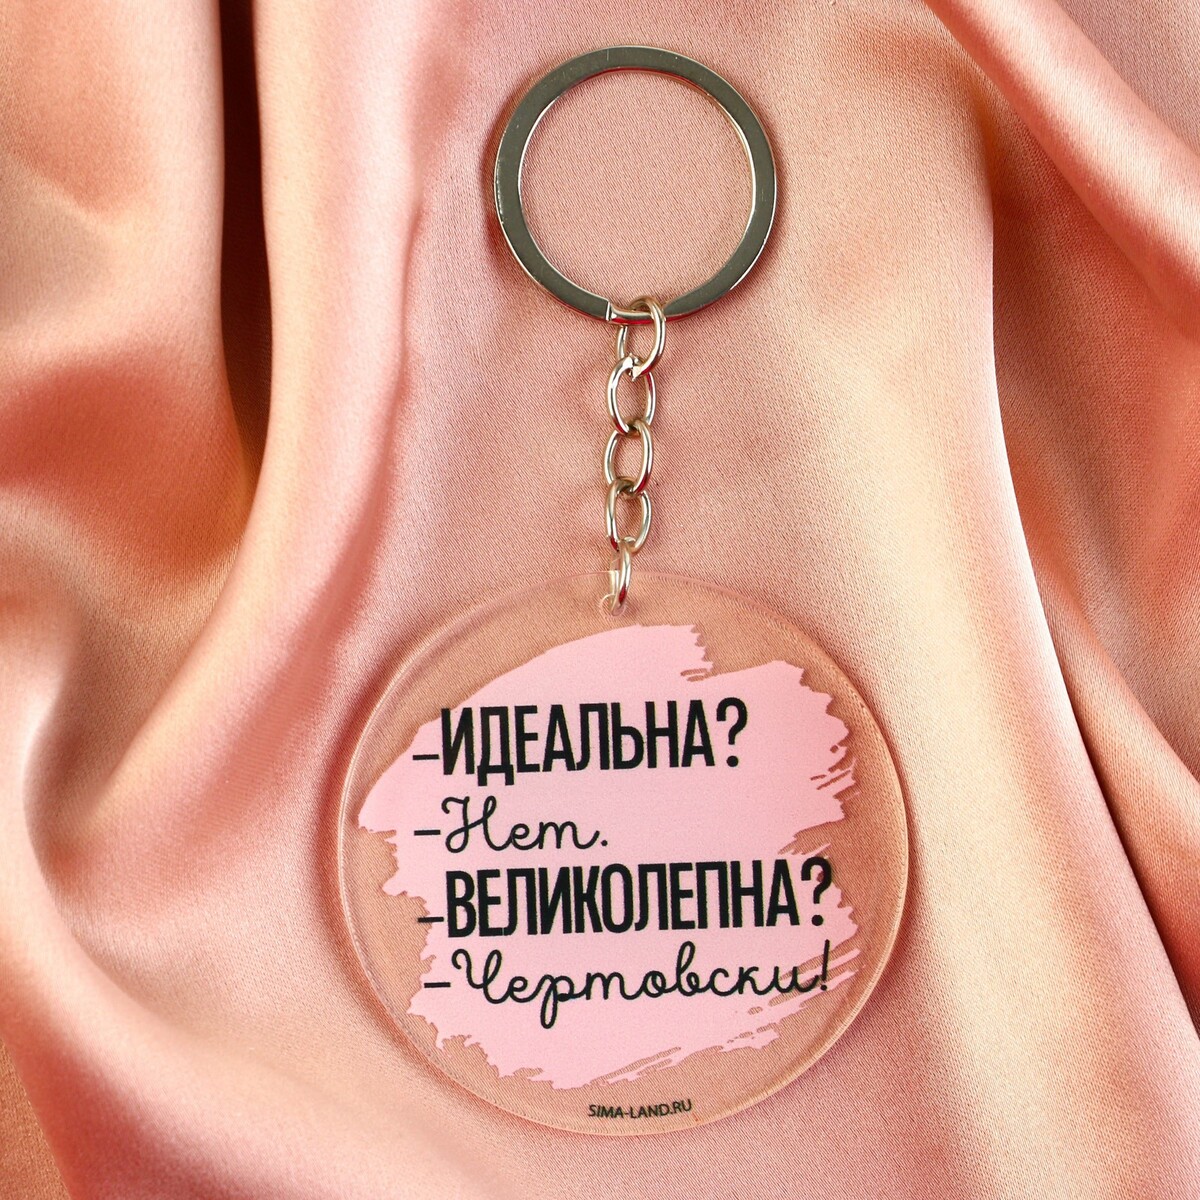 –ИДЕАЛЬНА?
–Нет.
–ВЕЛИКОЛЕПНА?
–Чертовски!
SIMA-LAND.RU